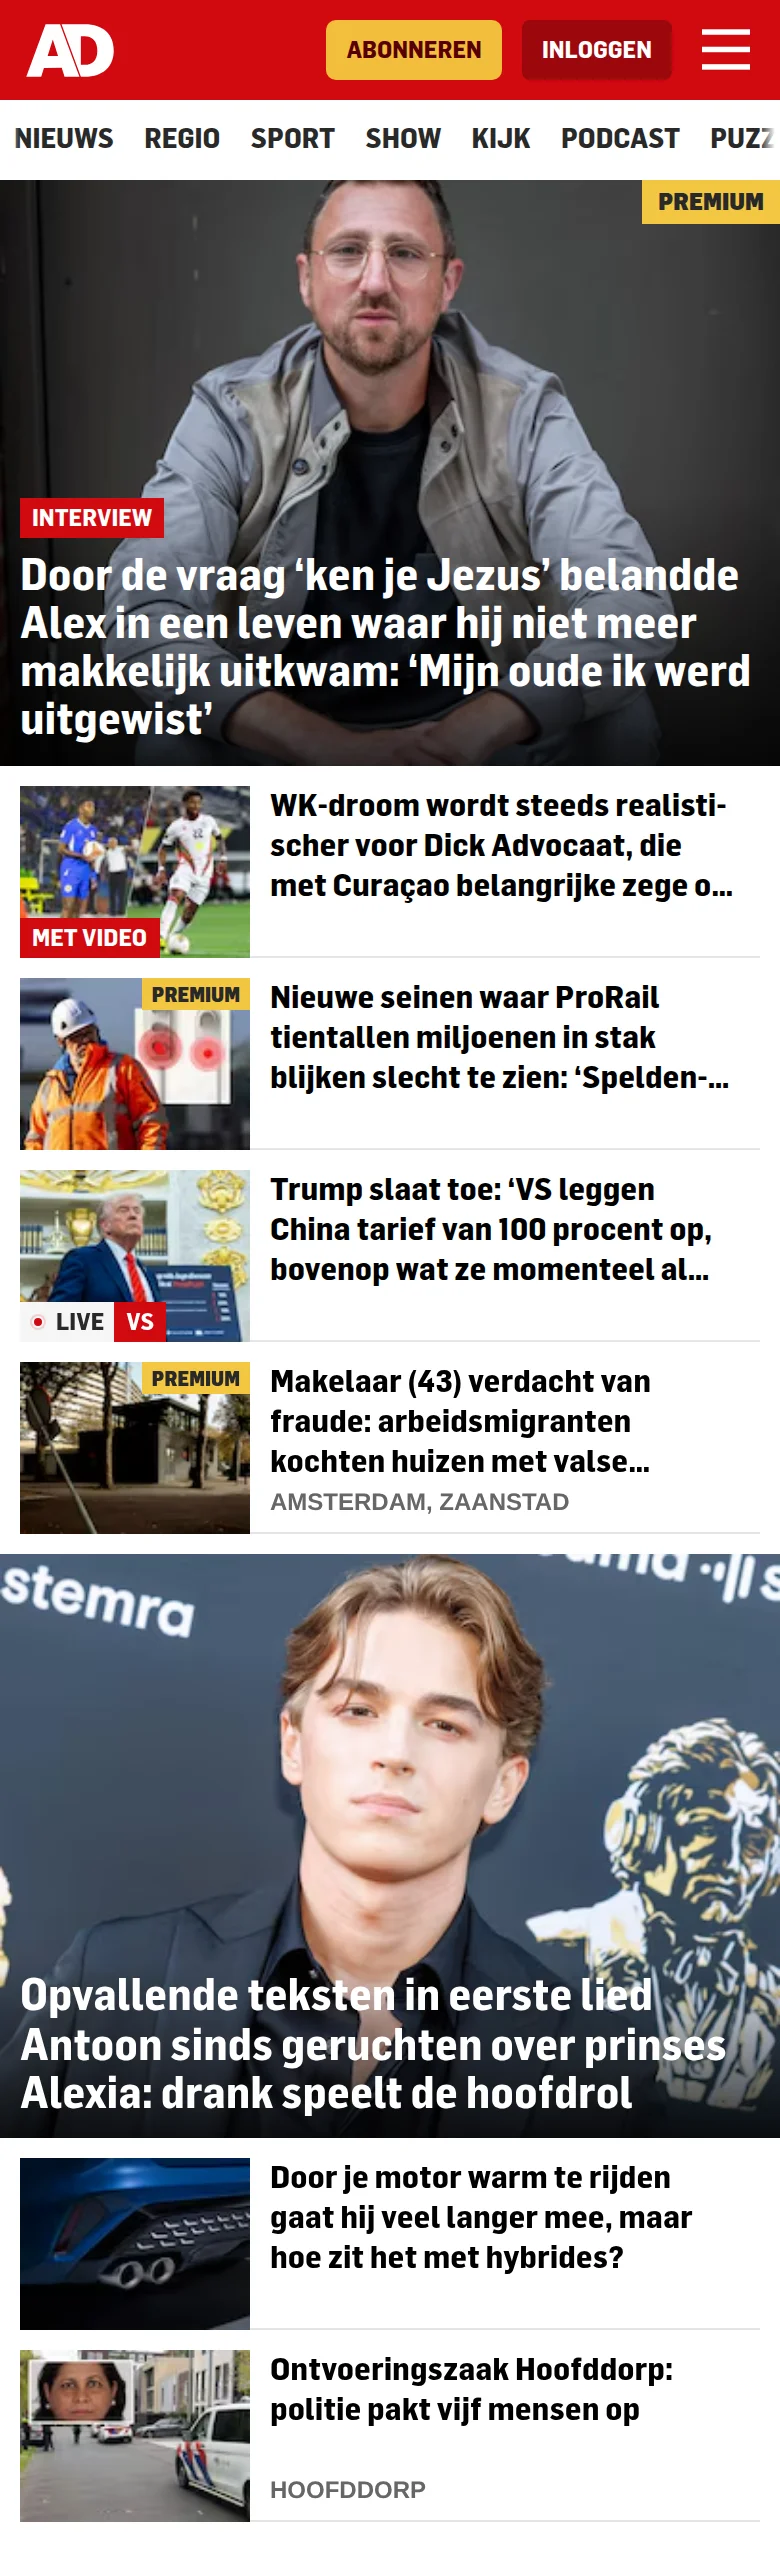 AD
ABONNEREN
INLOGGEN
NIEUWS REGIO SPORT SHOW KIJK PODCAST PUZZ
PREMIUM
INTERVIEW
Door de vraag ‘ken je Jezus’ belandde
Alex in een leven waar hij niet meer
makkelijk uitkwam: ‘Mijn oude ik werd
uitgewist’
MET VIDEO
WK-droom wordt steeds realisti-
scher voor Dick Advocaat, die
met Curaçao belangrijke zege o...
PREMIUM
Nieuwe seinen waar ProRail
tientallen miljoenen in stak
blijken slecht te zien: ‘Spelden-...
LIVE VS
Trump slaat toe: ‘VS leggen
China tarief van 100 procent op,
bovenop wat ze momenteel al...
PREMIUM
Makelaar (43) verdacht van
fraude: arbeidsmigranten
kochten huizen met valse...
AMSTERDAM, ZAANSTAD
stemra
Opvallende teksten in eerste lied
Antoon sinds geruchten over prinses
Alexia: drank speelt de hoofdrol
Door je motor warm te rijden
gaat hij veel langer mee, maar
hoe zit het met hybrides?
Ontvoeringszaak Hoofddorp:
politie pakt vijf mensen op
HOOFDDORP